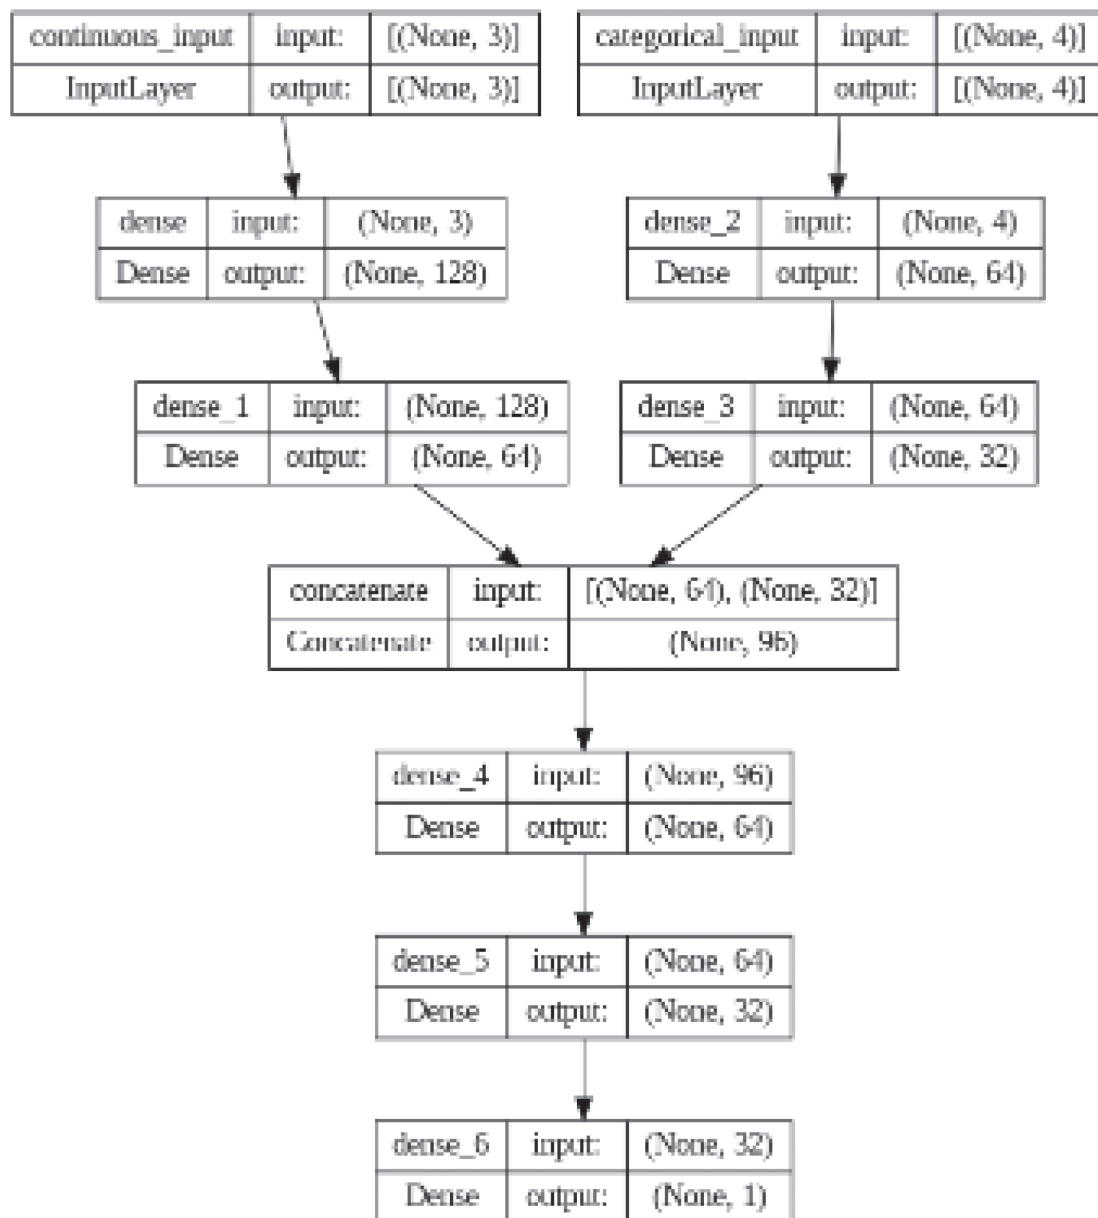 continuous_input input: [(None, 3)]
InputLayer output: [(None, 3)]
categorical_input input: [(None, 4)]
InputLayer output: [(None, 4)]
dense input: (None, 3)
Dense output: (None, 128)
dense_2 input: (None, 4)
Dense output: (None, 64)
dense_1 input: (None, 128)
Dense output: (None, 64)
dense_3 input: (None, 64)
Dense output: (None, 32)
concatenate input: [(None, 64), (None, 32)]
Concatenate output: (None, 96)
dense_4 input: (None, 96)
Dense output: (None, 64)
dense_5 input: (None, 64)
Dense output: (None, 32)
dense_6 input: (None, 32)
Dense output: (None, 1)